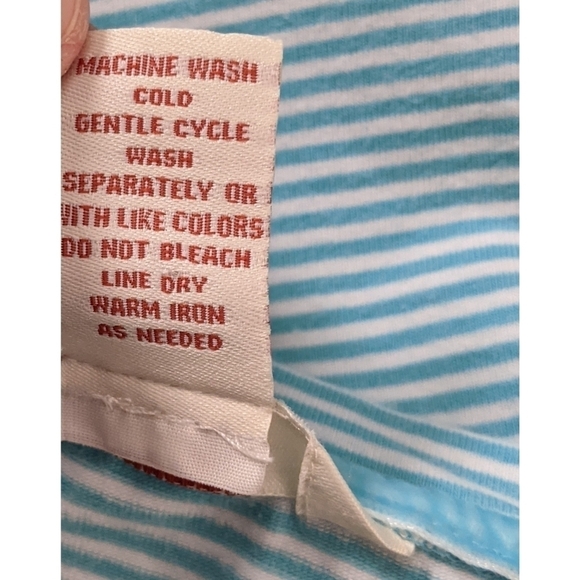 MACHINE WASH
COLD
GENTLE CYCLE
WASH
SEPARATELY OR
WITH LIKE COLORS
DO NOT BLEACH
LINE DRY
WARM IRON
AS NEEDED